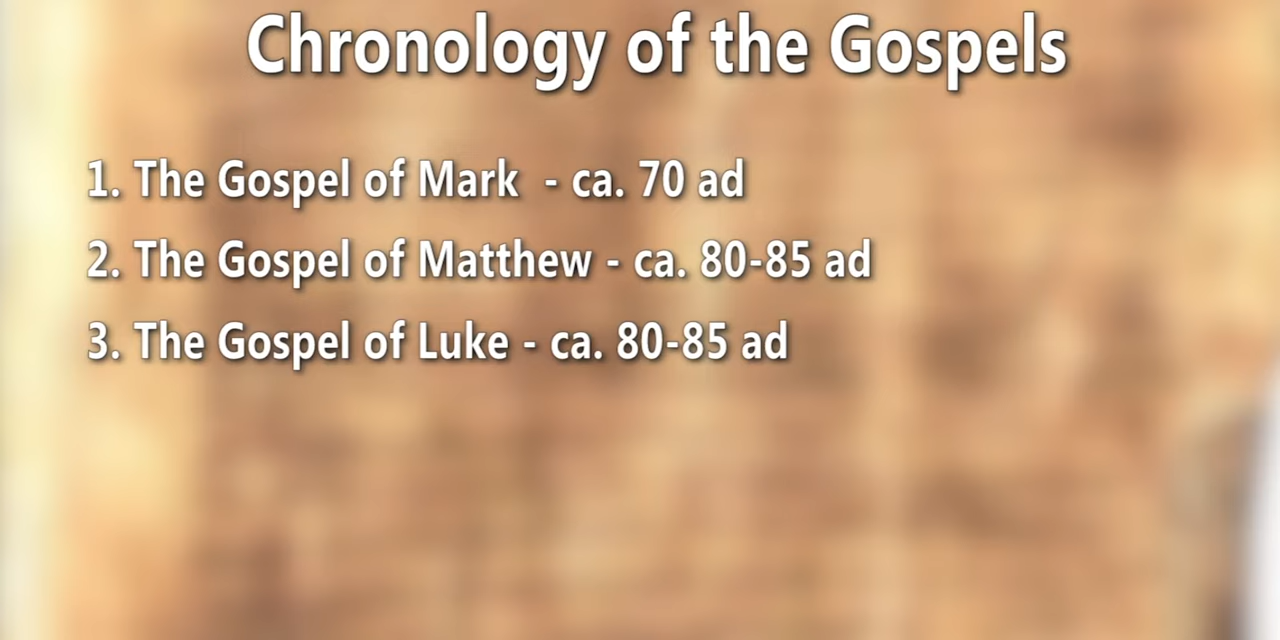 Chronology of the Gospels
1. The Gospel of Mark - ca. 70 ad
2. The Gospel of Matthew - ca. 80-85 ad
3. The Gospel of Luke - ca. 80-85 ad